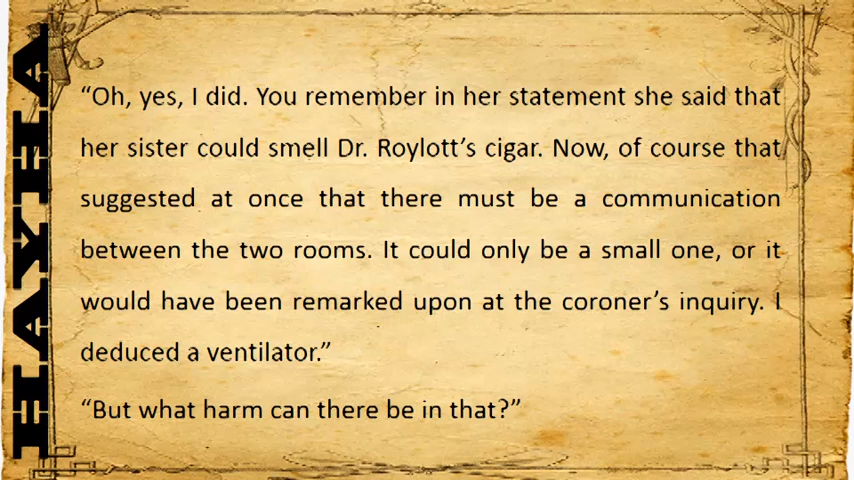 HAYHA
“Oh, yes, I did. You remember in her statement she said that
her sister could smell Dr. Roylott’s cigar. Now, of course that
suggested at once that there must be a communication
between the two rooms. It could only be a small one, or it
would have been remarked upon at the coroner’s inquiry. I
deduced a ventilator.”
“But what harm can there be in that?”